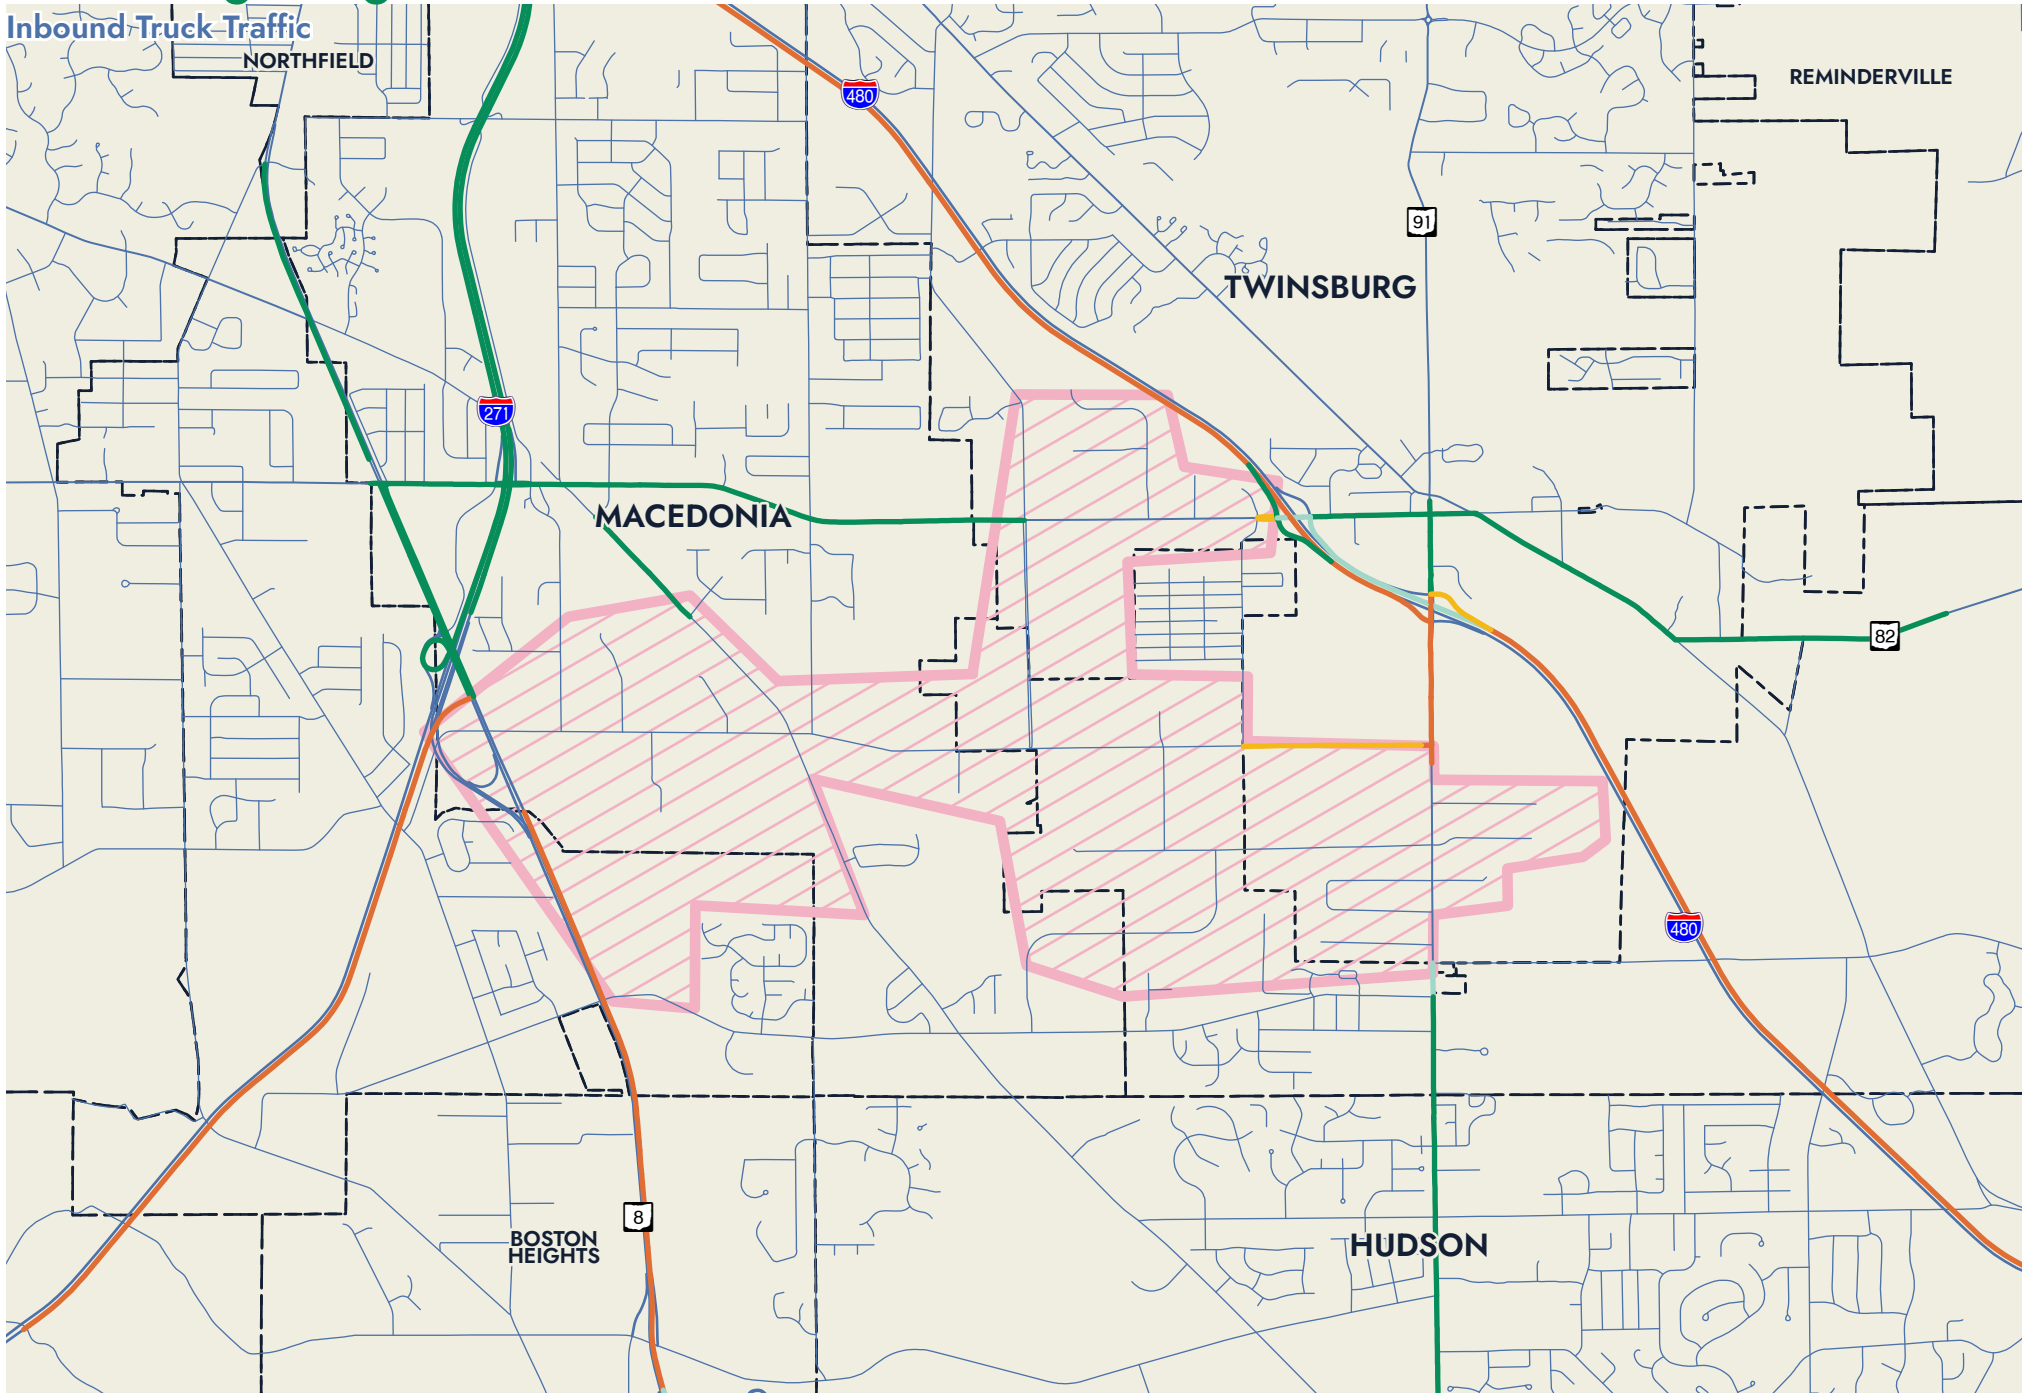 Inbound Truck Traffic
NORTHFIELD
480
REMINDERVILLE
91
TWINSBURG
271
MACEDONIA
82
480
8
BOSTON
HEIGHTS
HUDSON